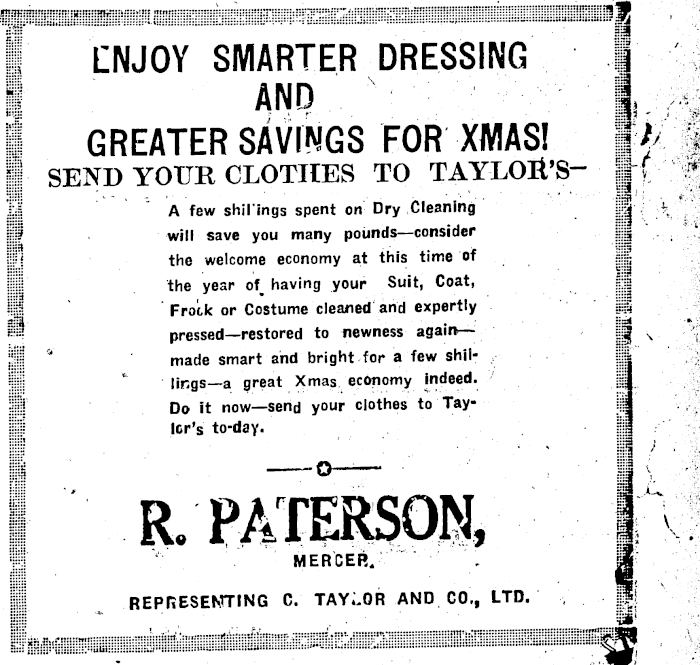 ENJOY SMARTER DRESSING
AND
GREATER SAVINGS FOR XMAS!
SEND YOUR CLOTHES TO TAYLOR'S—
A few shillings spent on Dry Cleaning
will save you many pounds—consider
the welcome economy at this time of
the year of having your Suit, Coat,
Frock or Costume cleaned and expertly
pressed—restored to newness again—
made smart and bright for a few shil-
lings—a great Xmas economy indeed.
Do it now—send your clothes to Tay-
lor's to-day.
R. PATERSON,
MERCER.
REPRESENTING C. TAYLOR AND CO., LTD.